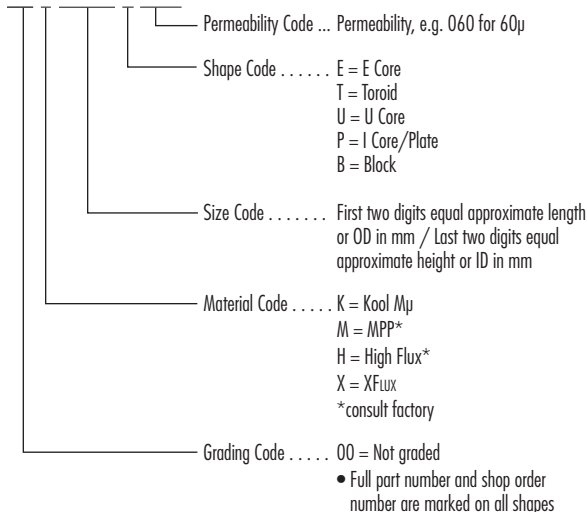 Permeability Code ... Permeability, e.g. 060 for 60µ
Shape Code . . . . . . E = E Core
T = Toroid
U = U Core
P = I Core/Plate
B = Block
Size Code . . . . . . . First two digits equal approximate length
or OD in mm / Last two digits equal
approximate height or ID in mm
Material Code . . . . . K = Kool Mµ
M = MPP*
H = High Flux*
X = XFLUX
*consult factory
Grading Code . . . . . 00 = Not graded
• Full part number and shop order
number are marked on all shapes